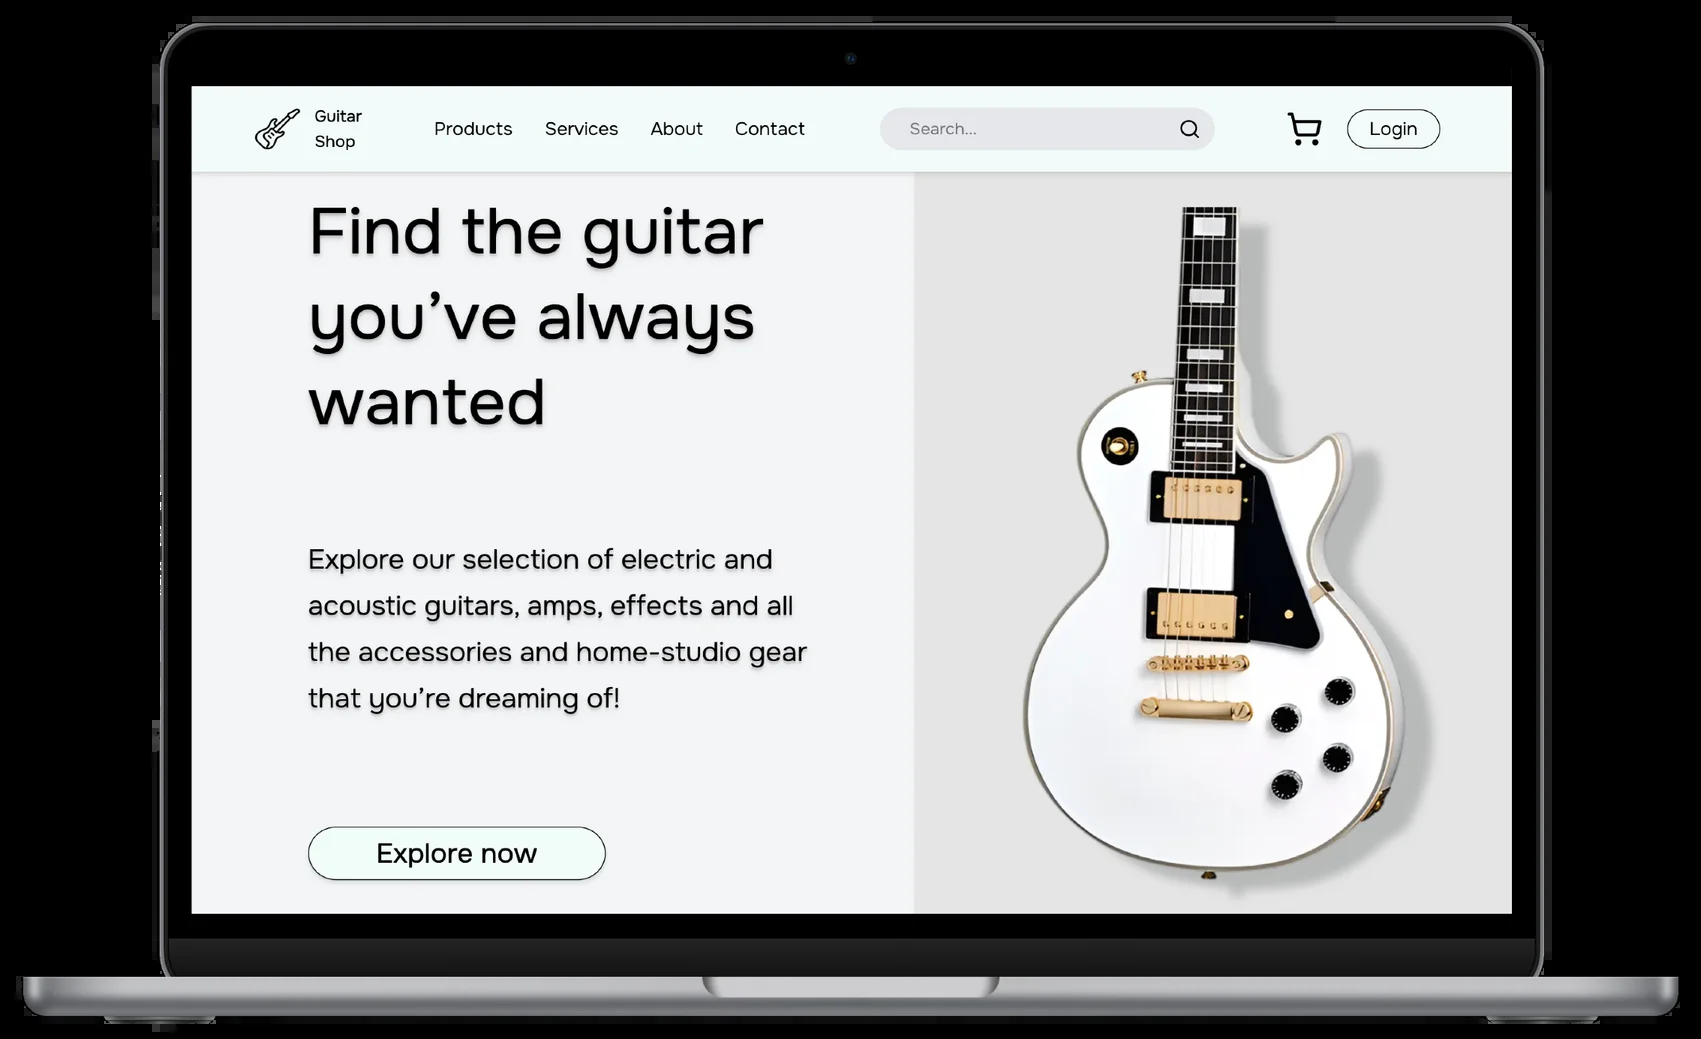 Guitar
Shop
Products
Services
About
Contact
Search...
Login
Find the guitar
you’ve always
wanted
Explore our selection of electric and
acoustic guitars, amps, effects and all
the accessories and home-studio gear
that you’re dreaming of!
Explore now